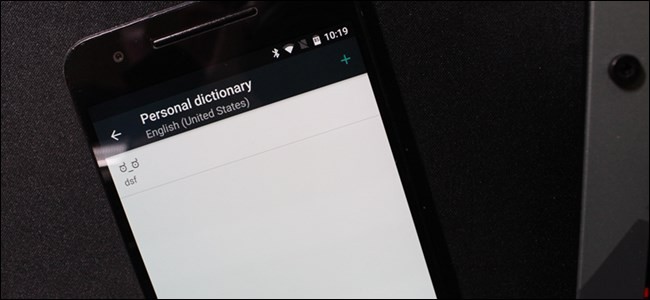 10:19
Personal dictionary
English (United States)
ಠ_ಠ
dsf